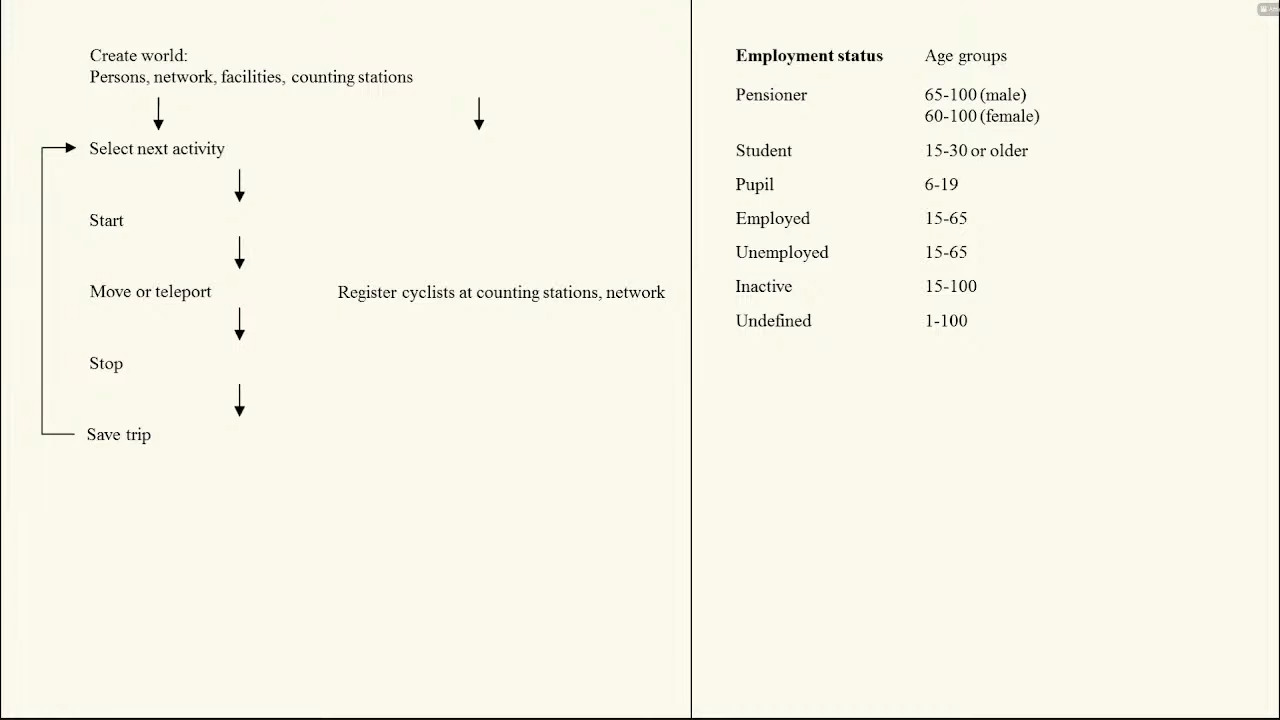 Create world:
Persons, network, facilities, counting stations
Select next activity
Start
Move or teleport
Register cyclists at counting stations, network
Stop
Save trip
Employment status Age groups
Pensioner 65-100 (male)
60-100 (female)
Student 15-30 or older
Pupil 6-19
Employed 15-65
Unemployed 15-65
Inactive 15-100
Undefined 1-100